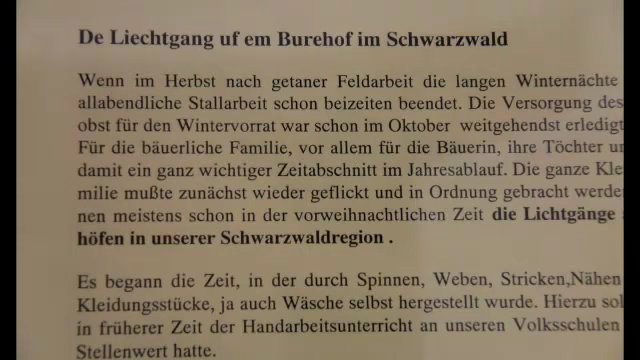 De Liechtgang uf em Burehof im Schwarzwald
Wenn im Herbst nach getaner Feldarbeit die langen Winternächte
allabendliche Stallarbeit schon beizeiten beendet. Die Versorgung des
obst für den Wintervorrat war schon im Oktober weitgehendst erledigt
Für die bäuerliche Familie, vor allem für die Bäuerin, ihre Töchter un
damit ein ganz wichtiger Zeitabschnitt im Jahresablauf. Die ganze Kle
milie mußte zunächst wieder geflickt und in Ordnung gebracht werde
nen meistens schon in der vorweihnachtlichen Zeit die Lichtgänge
höfen in unserer Schwarzwaldregion .
Es begann die Zeit, in der durch Spinnen, Weben, Stricken,Nähen
Kleidungsstücke, ja auch Wäsche selbst hergestellt wurde. Hierzu sol
in früherer Zeit der Handarbeitsunterricht an unseren Volksschulen
Stellenwert hatte.